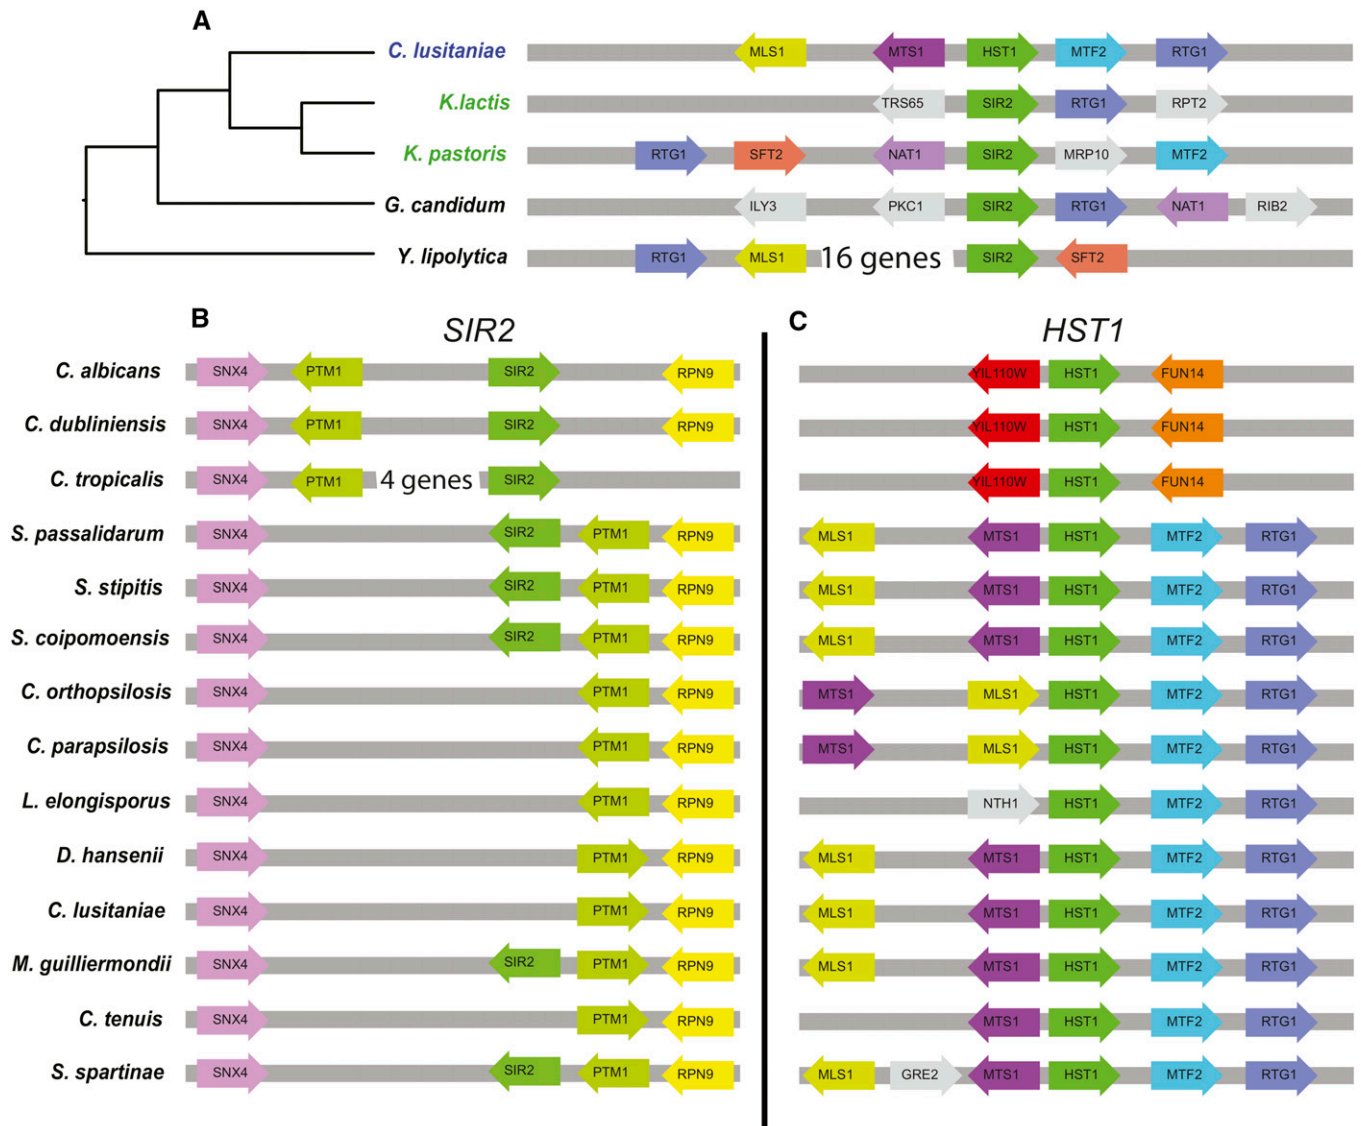 A
C. lusitaniae MLS1 MTS1 HST1 MTF2 RTG1
K.lactis TRS65 SIR2 RTG1 RPT2
K. pastoris RTG1 SFT2 NAT1 SIR2 MRP10 MTF2
G. candidum ILY3 PKC1 SIR2 RTG1 NAT1 RIB2
Y. lipolytica RTG1 MLS1 16 genes SIR2 SFT2
B SIR2 C HST1
C. albicans SNX4 PTM1 SIR2 RPN9 YIL110W HST1 FUN14
C. dubliniensis SNX4 PTM1 SIR2 RPN9 YIL110W HST1 FUN14
C. tropicalis SNX4 PTM1 4 genes SIR2 YIL110W HST1 FUN14
S. passalidarum SNX4 SIR2 PTM1 RPN9 MLS1 MTS1 HST1 MTF2 RTG1
S. stipitis SNX4 SIR2 PTM1 RPN9 MLS1 MTS1 HST1 MTF2 RTG1
S. coipomoensis SNX4 SIR2 PTM1 RPN9 MLS1 MTS1 HST1 MTF2 RTG1
C. orthopsilosis SNX4 PTM1 RPN9 MTS1 MLS1 HST1 MTF2 RTG1
C. parapsilosis SNX4 PTM1 RPN9 MTS1 MLS1 HST1 MTF2 RTG1
L. elongisporus SNX4 PTM1 RPN9 NTH1 HST1 MTF2 RTG1
D. hansenii SNX4 PTM1 RPN9 MLS1 MTS1 HST1 MTF2 RTG1
C. lusitaniae SNX4 PTM1 RPN9 MLS1 MTS1 HST1 MTF2 RTG1
M. guilliermondii SNX4 SIR2 PTM1 RPN9 MLS1 MTS1 HST1 MTF2 RTG1
C. tenuis SNX4 PTM1 RPN9 MTS1 HST1 MTF2 RTG1
S. spartinae SNX4 SIR2 PTM1 RPN9 MLS1 GRE2 MTS1 HST1 MTF2 RTG1